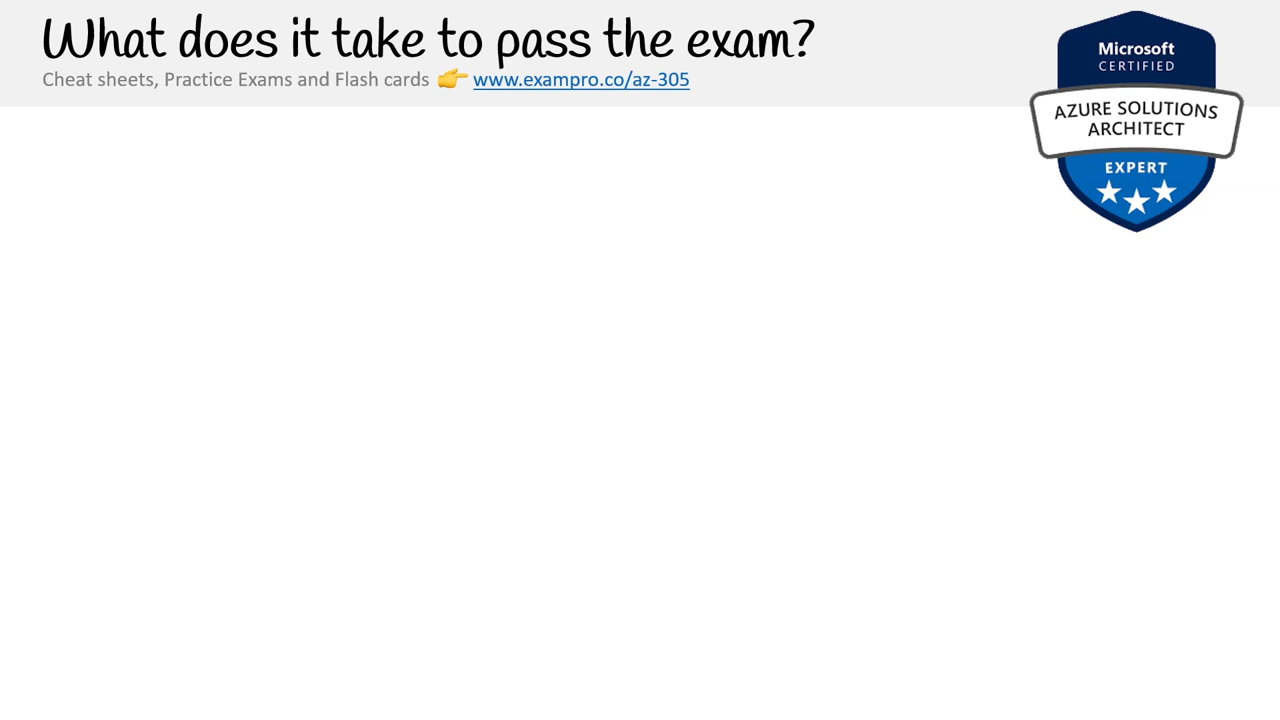 What does it take to pass the exam?
Cheat sheets, Practice Exams and Flash cards 👉 www.exampro.co/az-305
Microsoft
CERTIFIED
AZURE SOLUTIONS
ARCHITECT
EXPERT